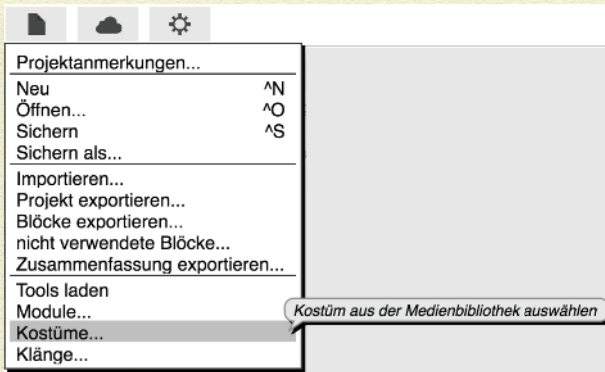 Projektanmerkungen...
Neu ^N
Öffnen... ^O
Sichern ^S
Sichern als...
Importieren...
Projekt exportieren...
Blöcke exportieren...
nicht verwendete Blöcke...
Zusammenfassung exportieren...
Tools laden
Module...
Kostüm aus der Medienbibliothek auswählen
Kostüme...
Klänge...